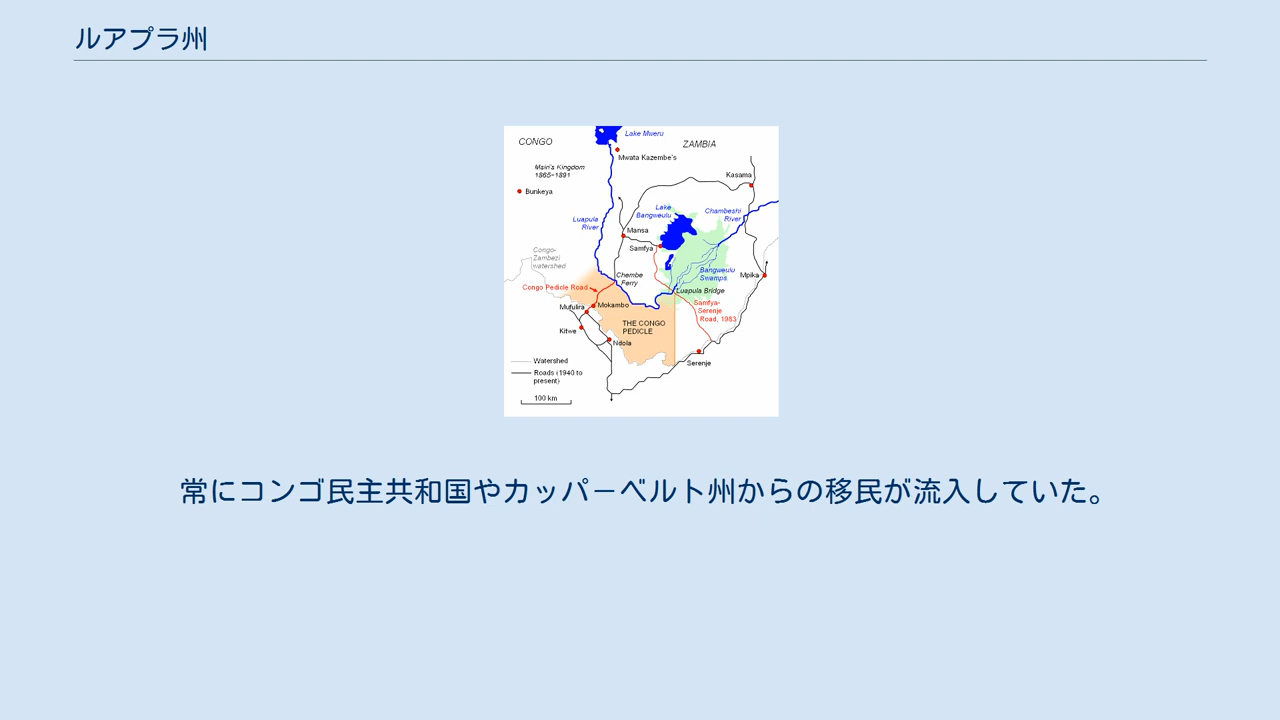 ルアプラ州
CONGO
Lake Mweru
ZAMBIA
Mwata Kazembe's
Msiri's Kingdom
1865-1891
Kasama
Bunkeya
Lake
Bangweulu
Chambeshi
River
Luapula
River
Mansa
Samfya
Congo-
Zambezi
watershed
Bangweulu
Swamps
Mpika
Chembe
Ferry
Congo Pedicle Road
Luapula Bridge
Mufulira
Mokambo
Samfya-
Serenje
Road, 1983
THE CONGO
PEDICLE
Kitwe
Ndola
Watershed
Serenje
Roads (1940 to
present)
100 km
常にコンゴ民主共和国やカッパーベルト州からの移民が流入していた。